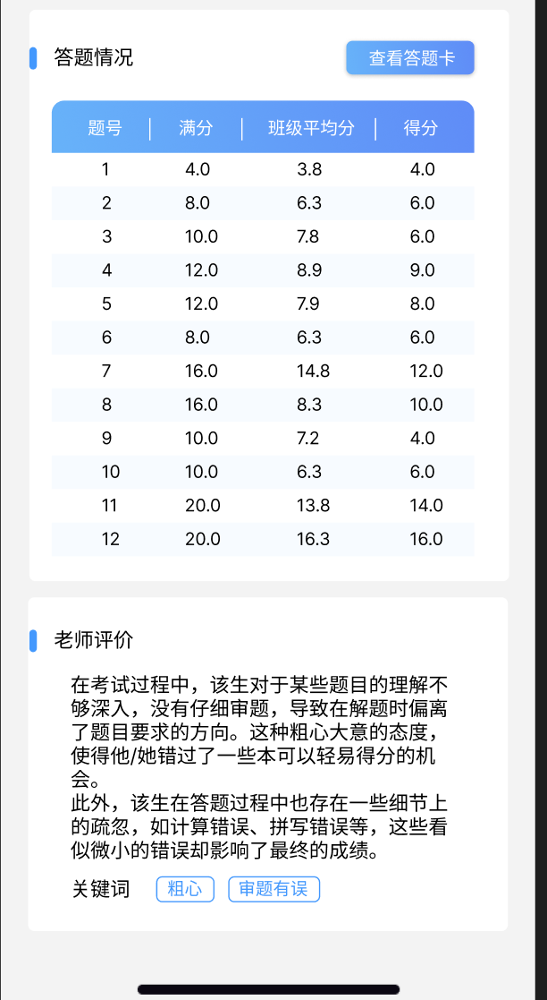 答题情况 查看答题卡
题号 满分 班级平均分 得分
1 4.0 3.8 4.0
2 8.0 6.3 6.0
3 10.0 7.8 6.0
4 12.0 8.9 9.0
5 12.0 7.9 8.0
6 8.0 6.3 6.0
7 16.0 14.8 12.0
8 16.0 8.3 10.0
9 10.0 7.2 4.0
10 10.0 6.3 6.0
11 20.0 13.8 14.0
12 20.0 16.3 16.0
老师评价
在考试过程中，该生对于某些题目的理解不
够深入，没有仔细审题，导致在解题时偏离
了题目要求的方向。这种粗心大意的态度，
使得他/她错过了一些本可以轻易得分的机
会。
此外，该生在答题过程中也存在一些细节上
的疏忽，如计算错误、拼写错误等，这些看
似微小的错误却影响了最终的成绩。
关键词 粗心 审题有误